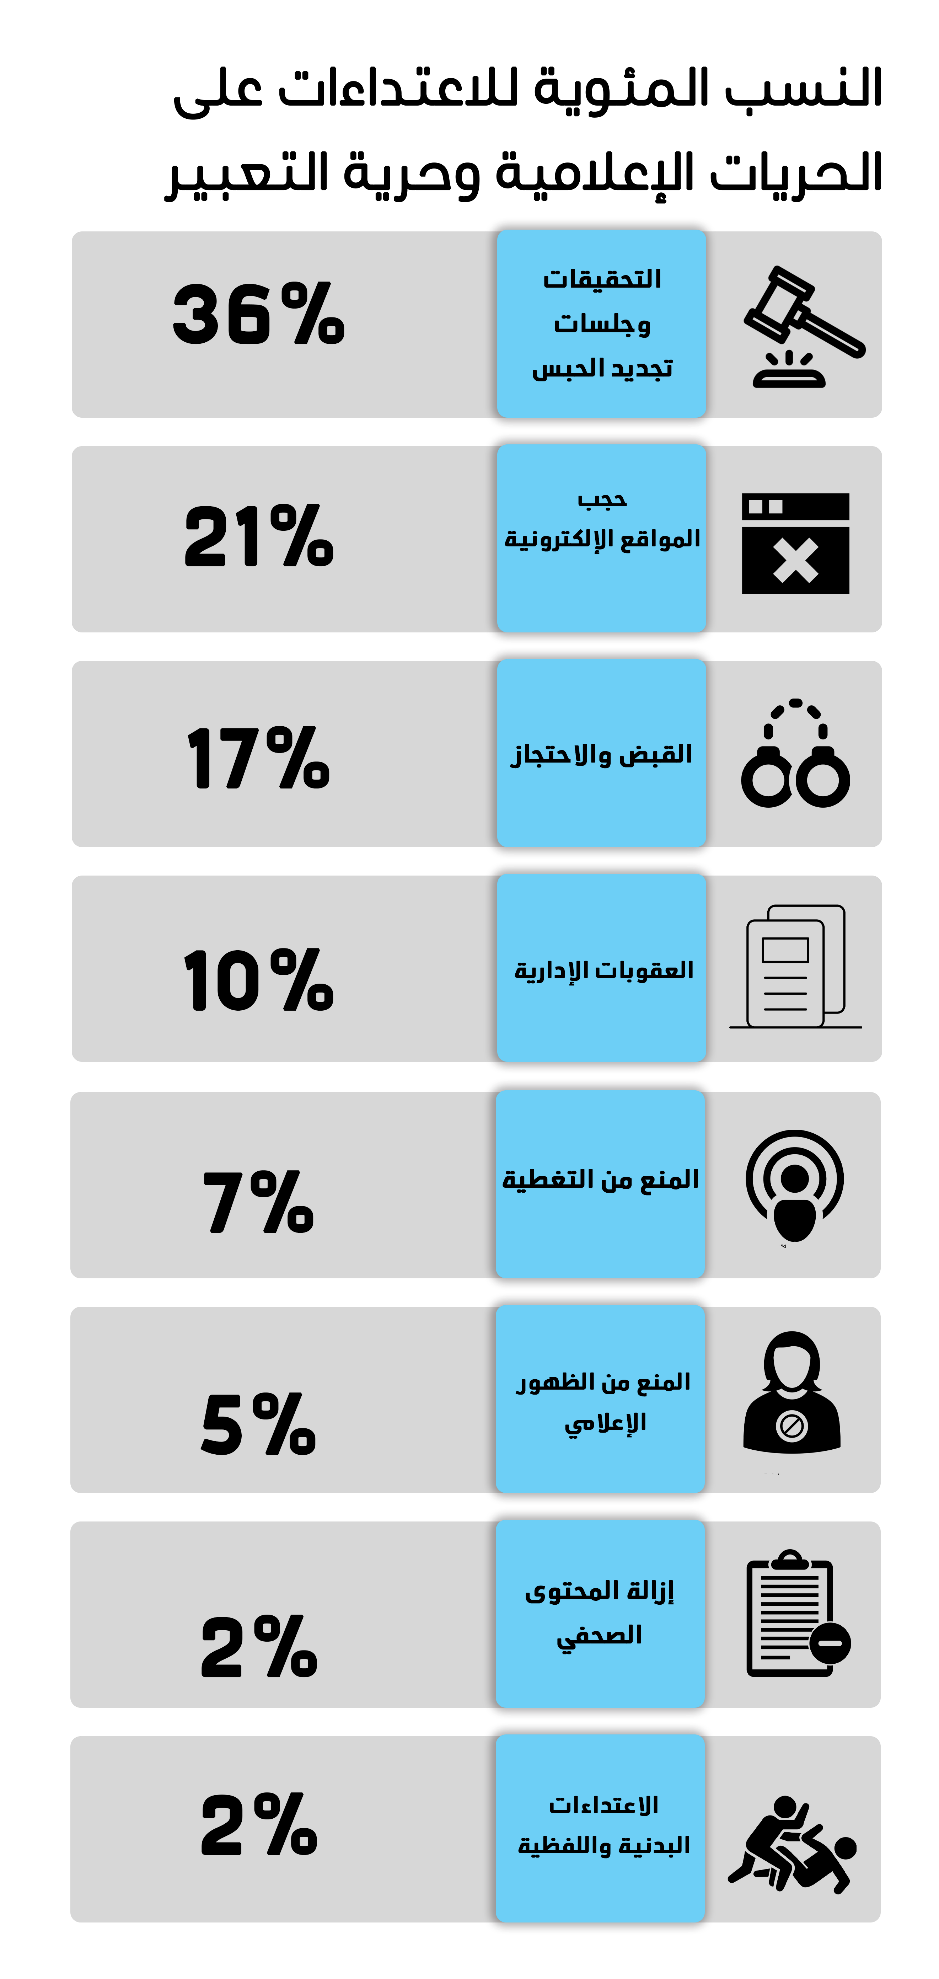 النسب المئوية للاعتداءات على
الحريات الإعلامية وحرية التعبير
التحقيقات
وجلسات
تجديد الحبس
36%
حجب
المواقع الإلكترونية
21%
القبض والاحتجاز
17%
العقوبات الإدارية
10%
المنع من التغطية
7%
المنع من الظهور
الإعلامي
5%
إزالة المحتوى
الصحفي
2%
الاعتداءات
البدنية واللفظية
2%